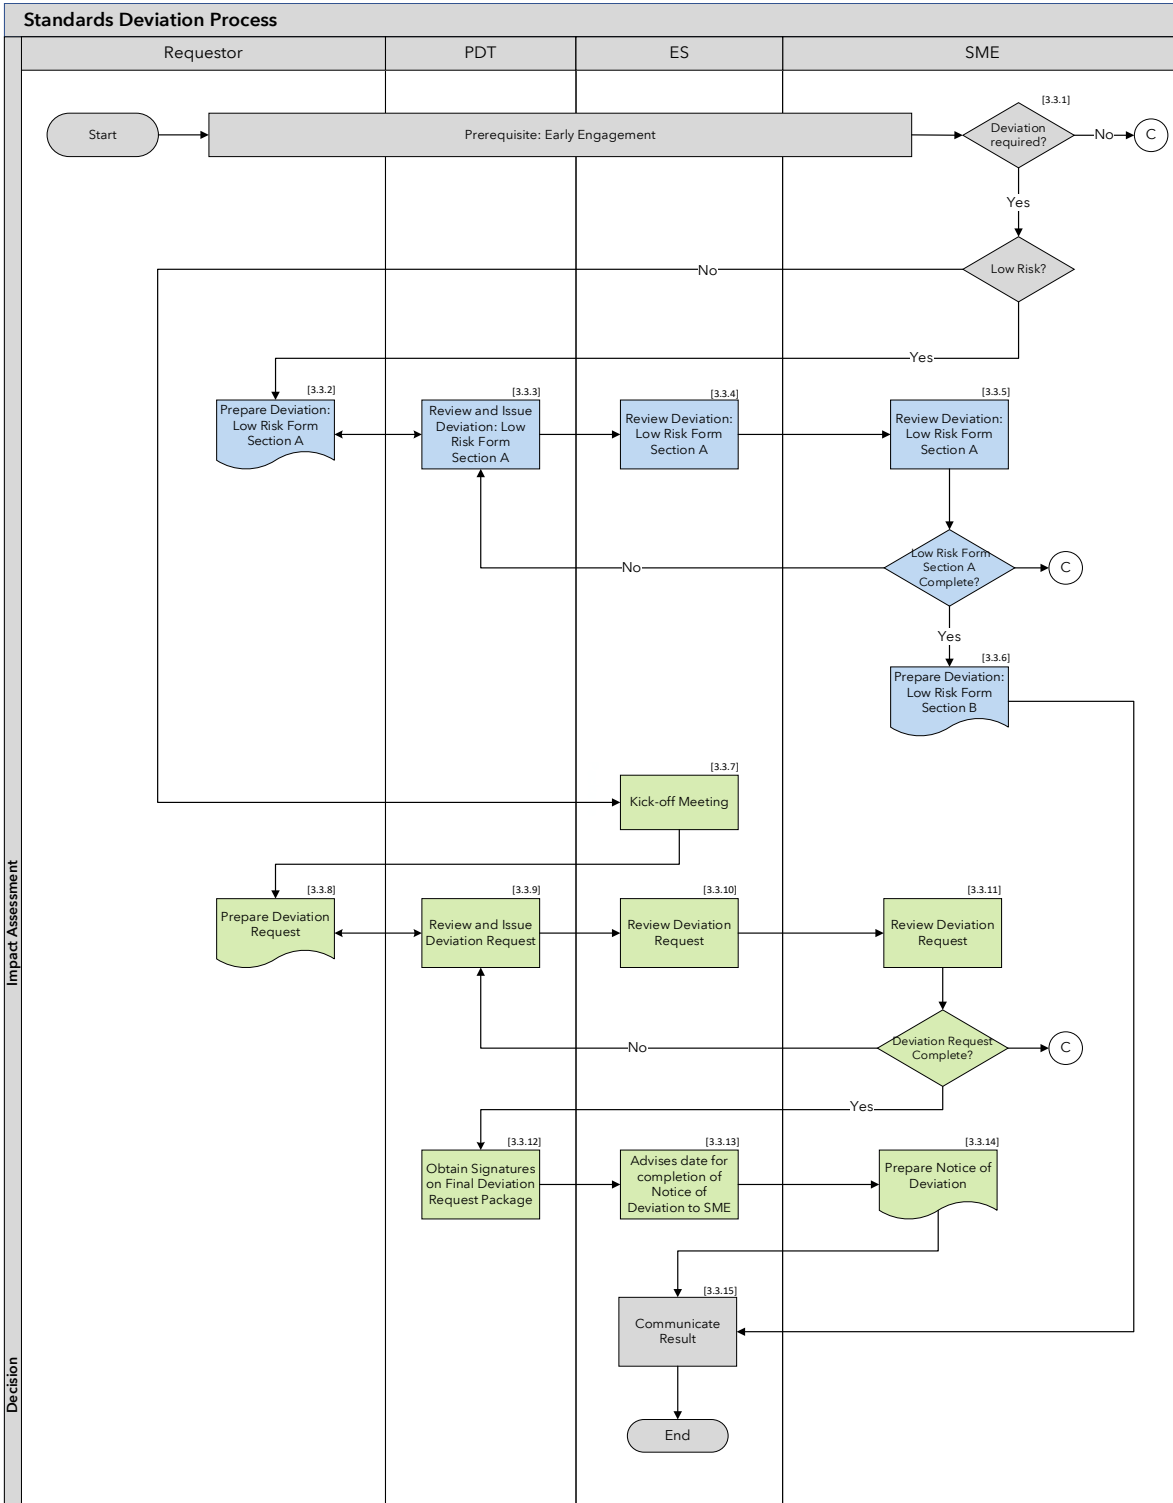 Standards Deviation Process
Requestor
PDT
ES
SME
[3.3.1]
Start
Prerequisite: Early Engagement
Deviation
required?
No
C
Yes
Low Risk?
No
Yes
[3.3.2]
Prepare Deviation:
Low Risk Form
Section A
[3.3.3]
Review and Issue
Deviation: Low
Risk Form
Section A
[3.3.4]
Review Deviation:
Low Risk Form
Section A
[3.3.5]
Review Deviation:
Low Risk Form
Section A
Low Risk Form
Section A
Complete?
No
C
Yes
[3.3.6]
Prepare Deviation:
Low Risk Form
Section B
[3.3.7]
Kick-off Meeting
Impact Assessment
[3.3.8]
Prepare Deviation
Request
[3.3.9]
Review and Issue
Deviation Request
[3.3.10]
Review Deviation
Request
[3.3.11]
Review Deviation
Request
Deviation Request
Complete?
No
C
Yes
[3.3.12]
Obtain Signatures
on Final Deviation
Request Package
[3.3.13]
Advises date for
completion of
Notice of
Deviation to SME
[3.3.14]
Prepare Notice of
Deviation
[3.3.15]
Communicate
Result
Decision
End